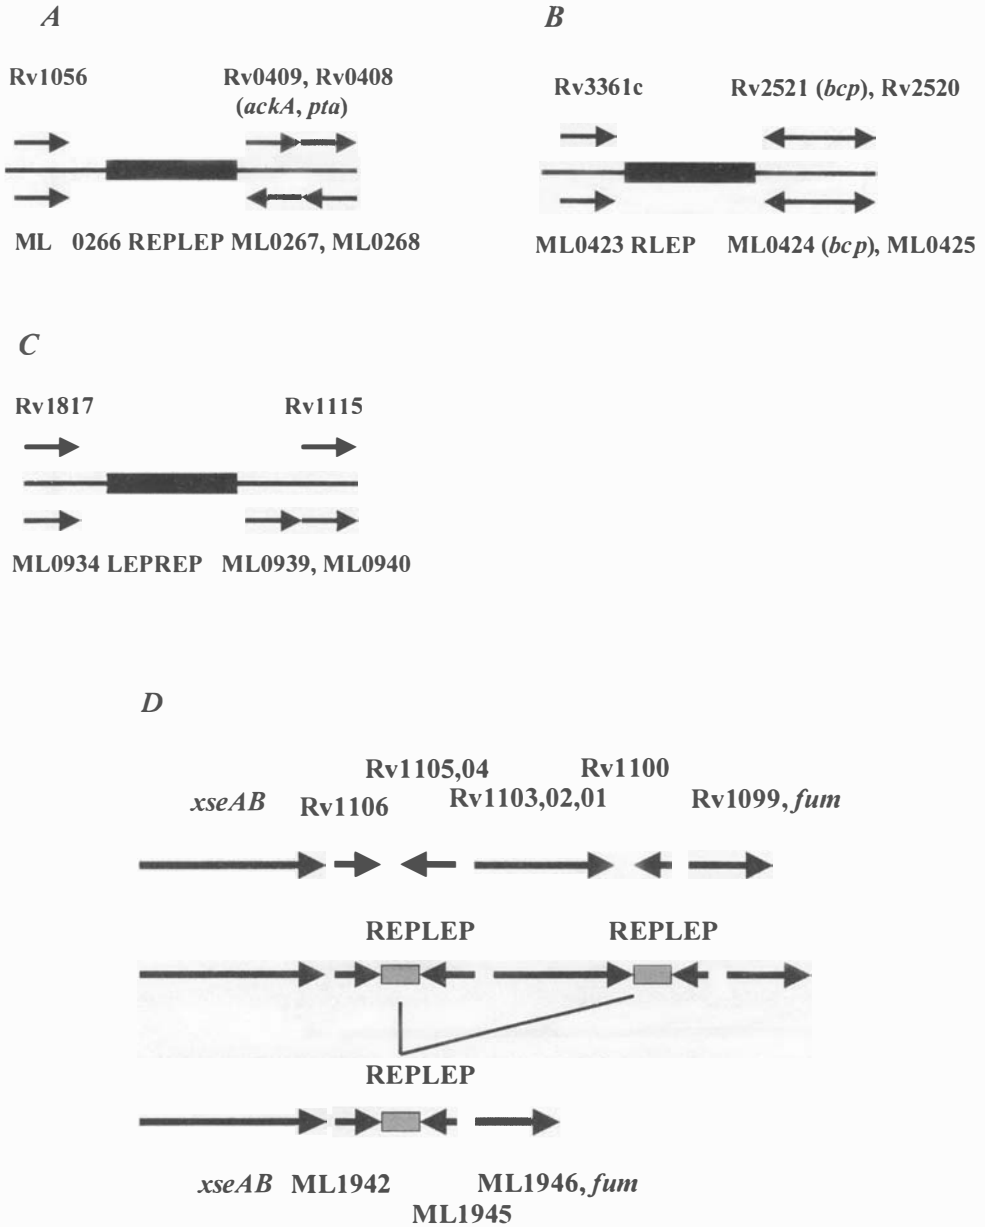 A
Rv1056
Rv0409, Rv0408
(ackA, pta)
ML 0266 REPLEP ML0267, ML0268
B
Rv3361c
Rv2521 (bcp), Rv2520
ML0423 RLEP
ML0424 (bcp), ML0425
C
Rv1817
Rv1115
ML0934 LEPREP
ML0939, ML0940
D
Rv1105,04
Rv1100
xseAB
Rv1106
Rv1103,02,01
Rv1099, fum
REPLEP
REPLEP
REPLEP
xseAB
ML1942
ML1946, fum
ML1945